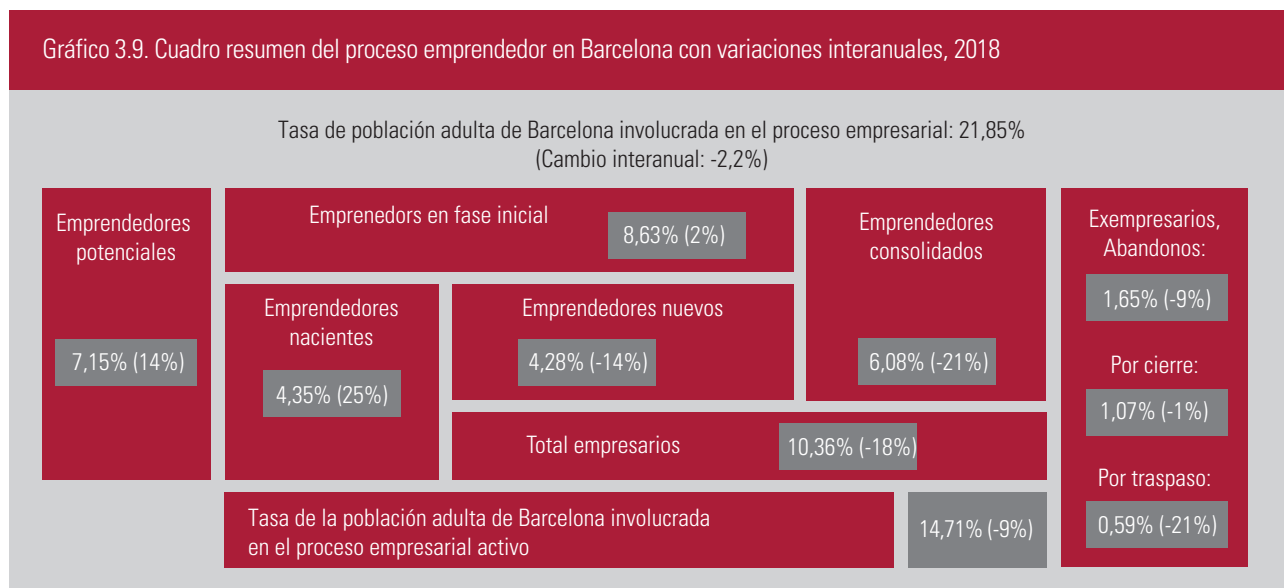 Gráfico 3.9. Cuadro resumen del proceso emprendedor en Barcelona con variaciones interanuales, 2018
Tasa de población adulta de Barcelona involucrada en el proceso empresarial: 21,85%
(Cambio interanual: -2,2%)
Emprendedores
potenciales
7,15% (14%)
Emprenedors en fase inicial
8,63% (2%)
Emprendedores
nacientes
4,35% (25%)
Emprendedores nuevos
4,28% (-14%)
Emprendedores
consolidados
6,08% (-21%)
Total empresarios
10,36% (-18%)
Tasa de la población adulta de Barcelona involucrada
en el proceso empresarial activo
14,71% (-9%)
Exempresarios,
Abandonos:
1,65% (-9%)
Por cierre:
1,07% (-1%)
Por traspaso:
0,59% (-21%)